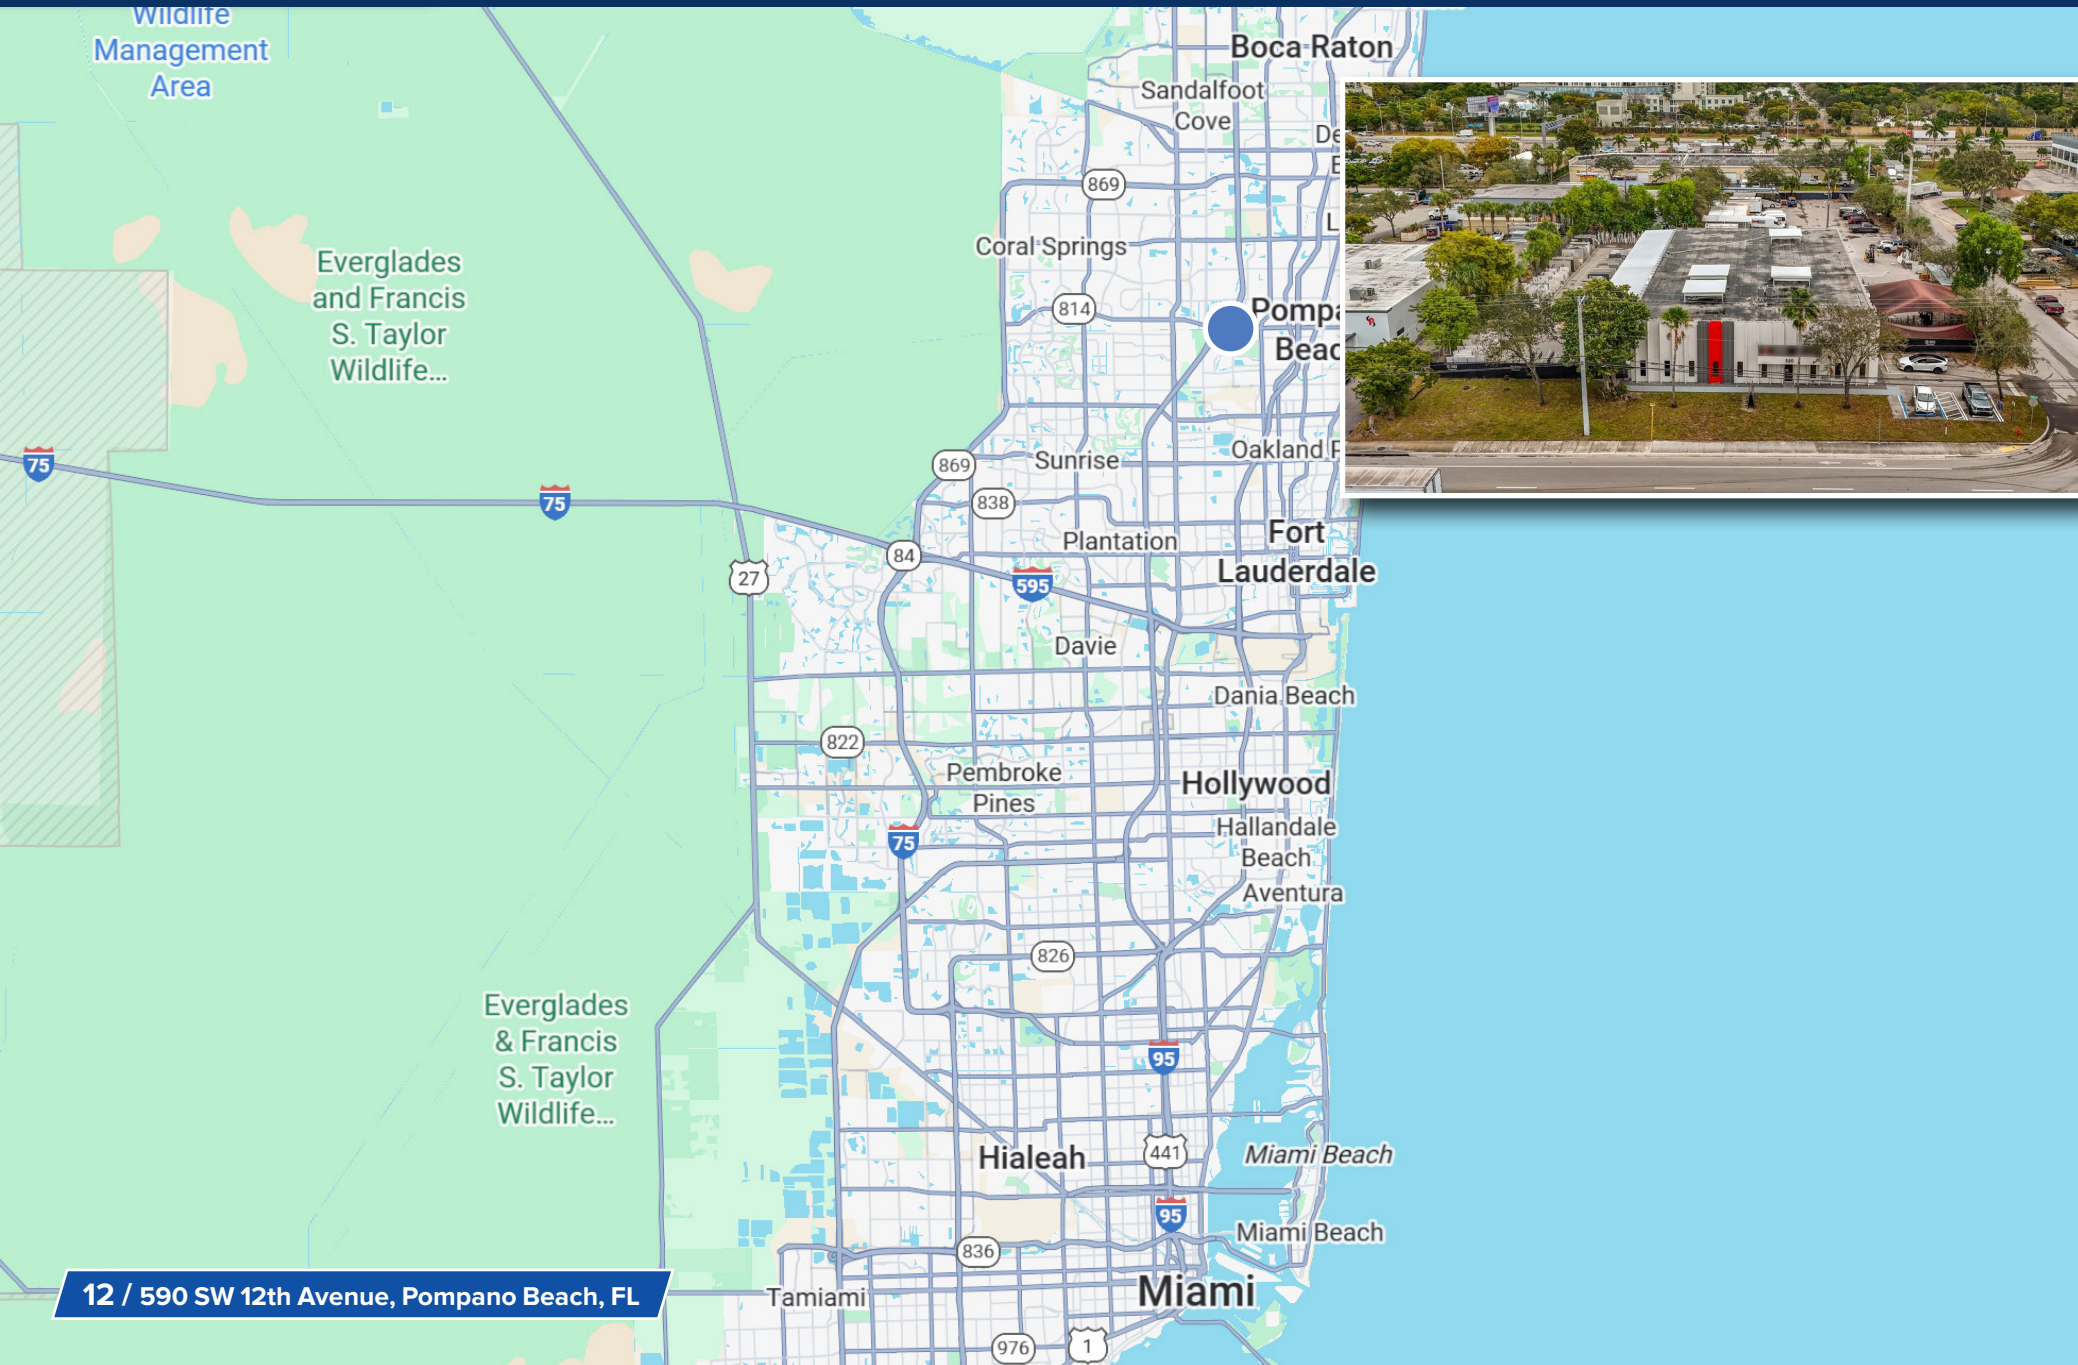 Wildlife
Management
Area
Boca Raton
Sandalfoot
Cove
869
Coral Springs
Everglades
and Francis
S. Taylor
Wildlife...
814
75
869
Sunrise
Oakland
75
838
Plantation
Fort
Lauderdale
84
27
595
Davie
Dania Beach
822
Pembroke
Pines
Hollywood
Hallandale
Beach
Aventura
75
826
Everglades
& Francis
S. Taylor
Wildlife...
95
Hialeah
441
Miami Beach
95
Miami Beach
836
Miami
Tamiami
976
1
12 / 590 SW 12th Avenue, Pompano Beach, FL